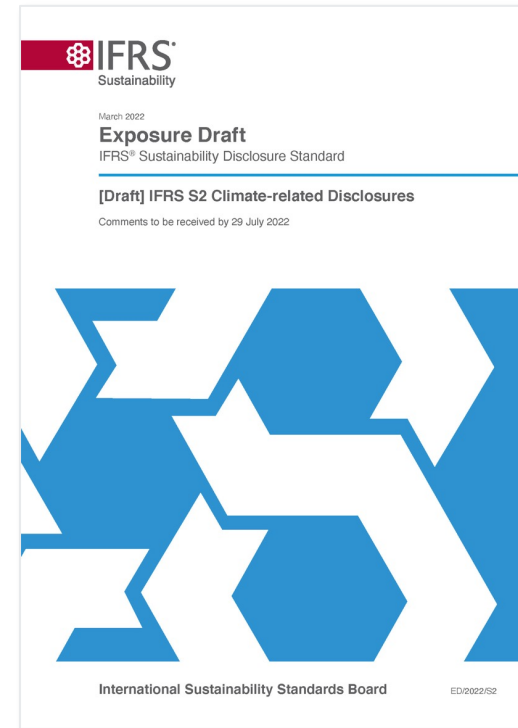 IFRS®
Sustainability
March 2022
Exposure Draft
IFRS® Sustainability Disclosure Standard
[Draft] IFRS S2 Climate-related Disclosures
Comments to be received by 29 July 2022
International Sustainability Standards Board
ED/2022/S2